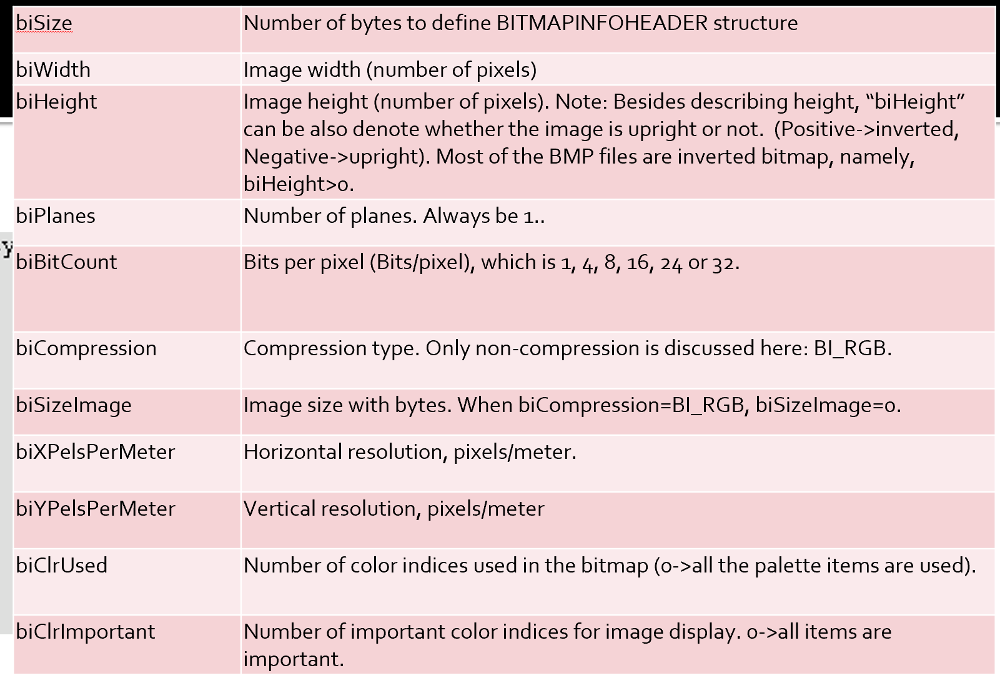 biSize
Number of bytes to define BITMAPINFOHEADER structure
biWidth
Image width (number of pixels)
biHeight
Image height (number of pixels). Note: Besides describing height, “biHeight”
can be also denote whether the image is upright or not.  (Positive->inverted,
Negative->upright). Most of the BMP files are inverted bitmap, namely,
biHeight>0.
biPlanes
Number of planes. Always be 1..
y
biBitCount
Bits per pixel (Bits/pixel), which is 1, 4, 8, 16, 24 or 32.
biCompression
Compression type. Only non-compression is discussed here: BI_RGB.
biSizeImage
Image size with bytes. When biCompression=BI_RGB, biSizeImage=0.
biXPelsPerMeter
Horizontal resolution, pixels/meter.
biYPelsPerMeter
Vertical resolution, pixels/meter
biClrUsed
Number of color indices used in the bitmap (0->all the palette items are used).
biClrImportant
Number of important color indices for image display. 0->all items are
important.